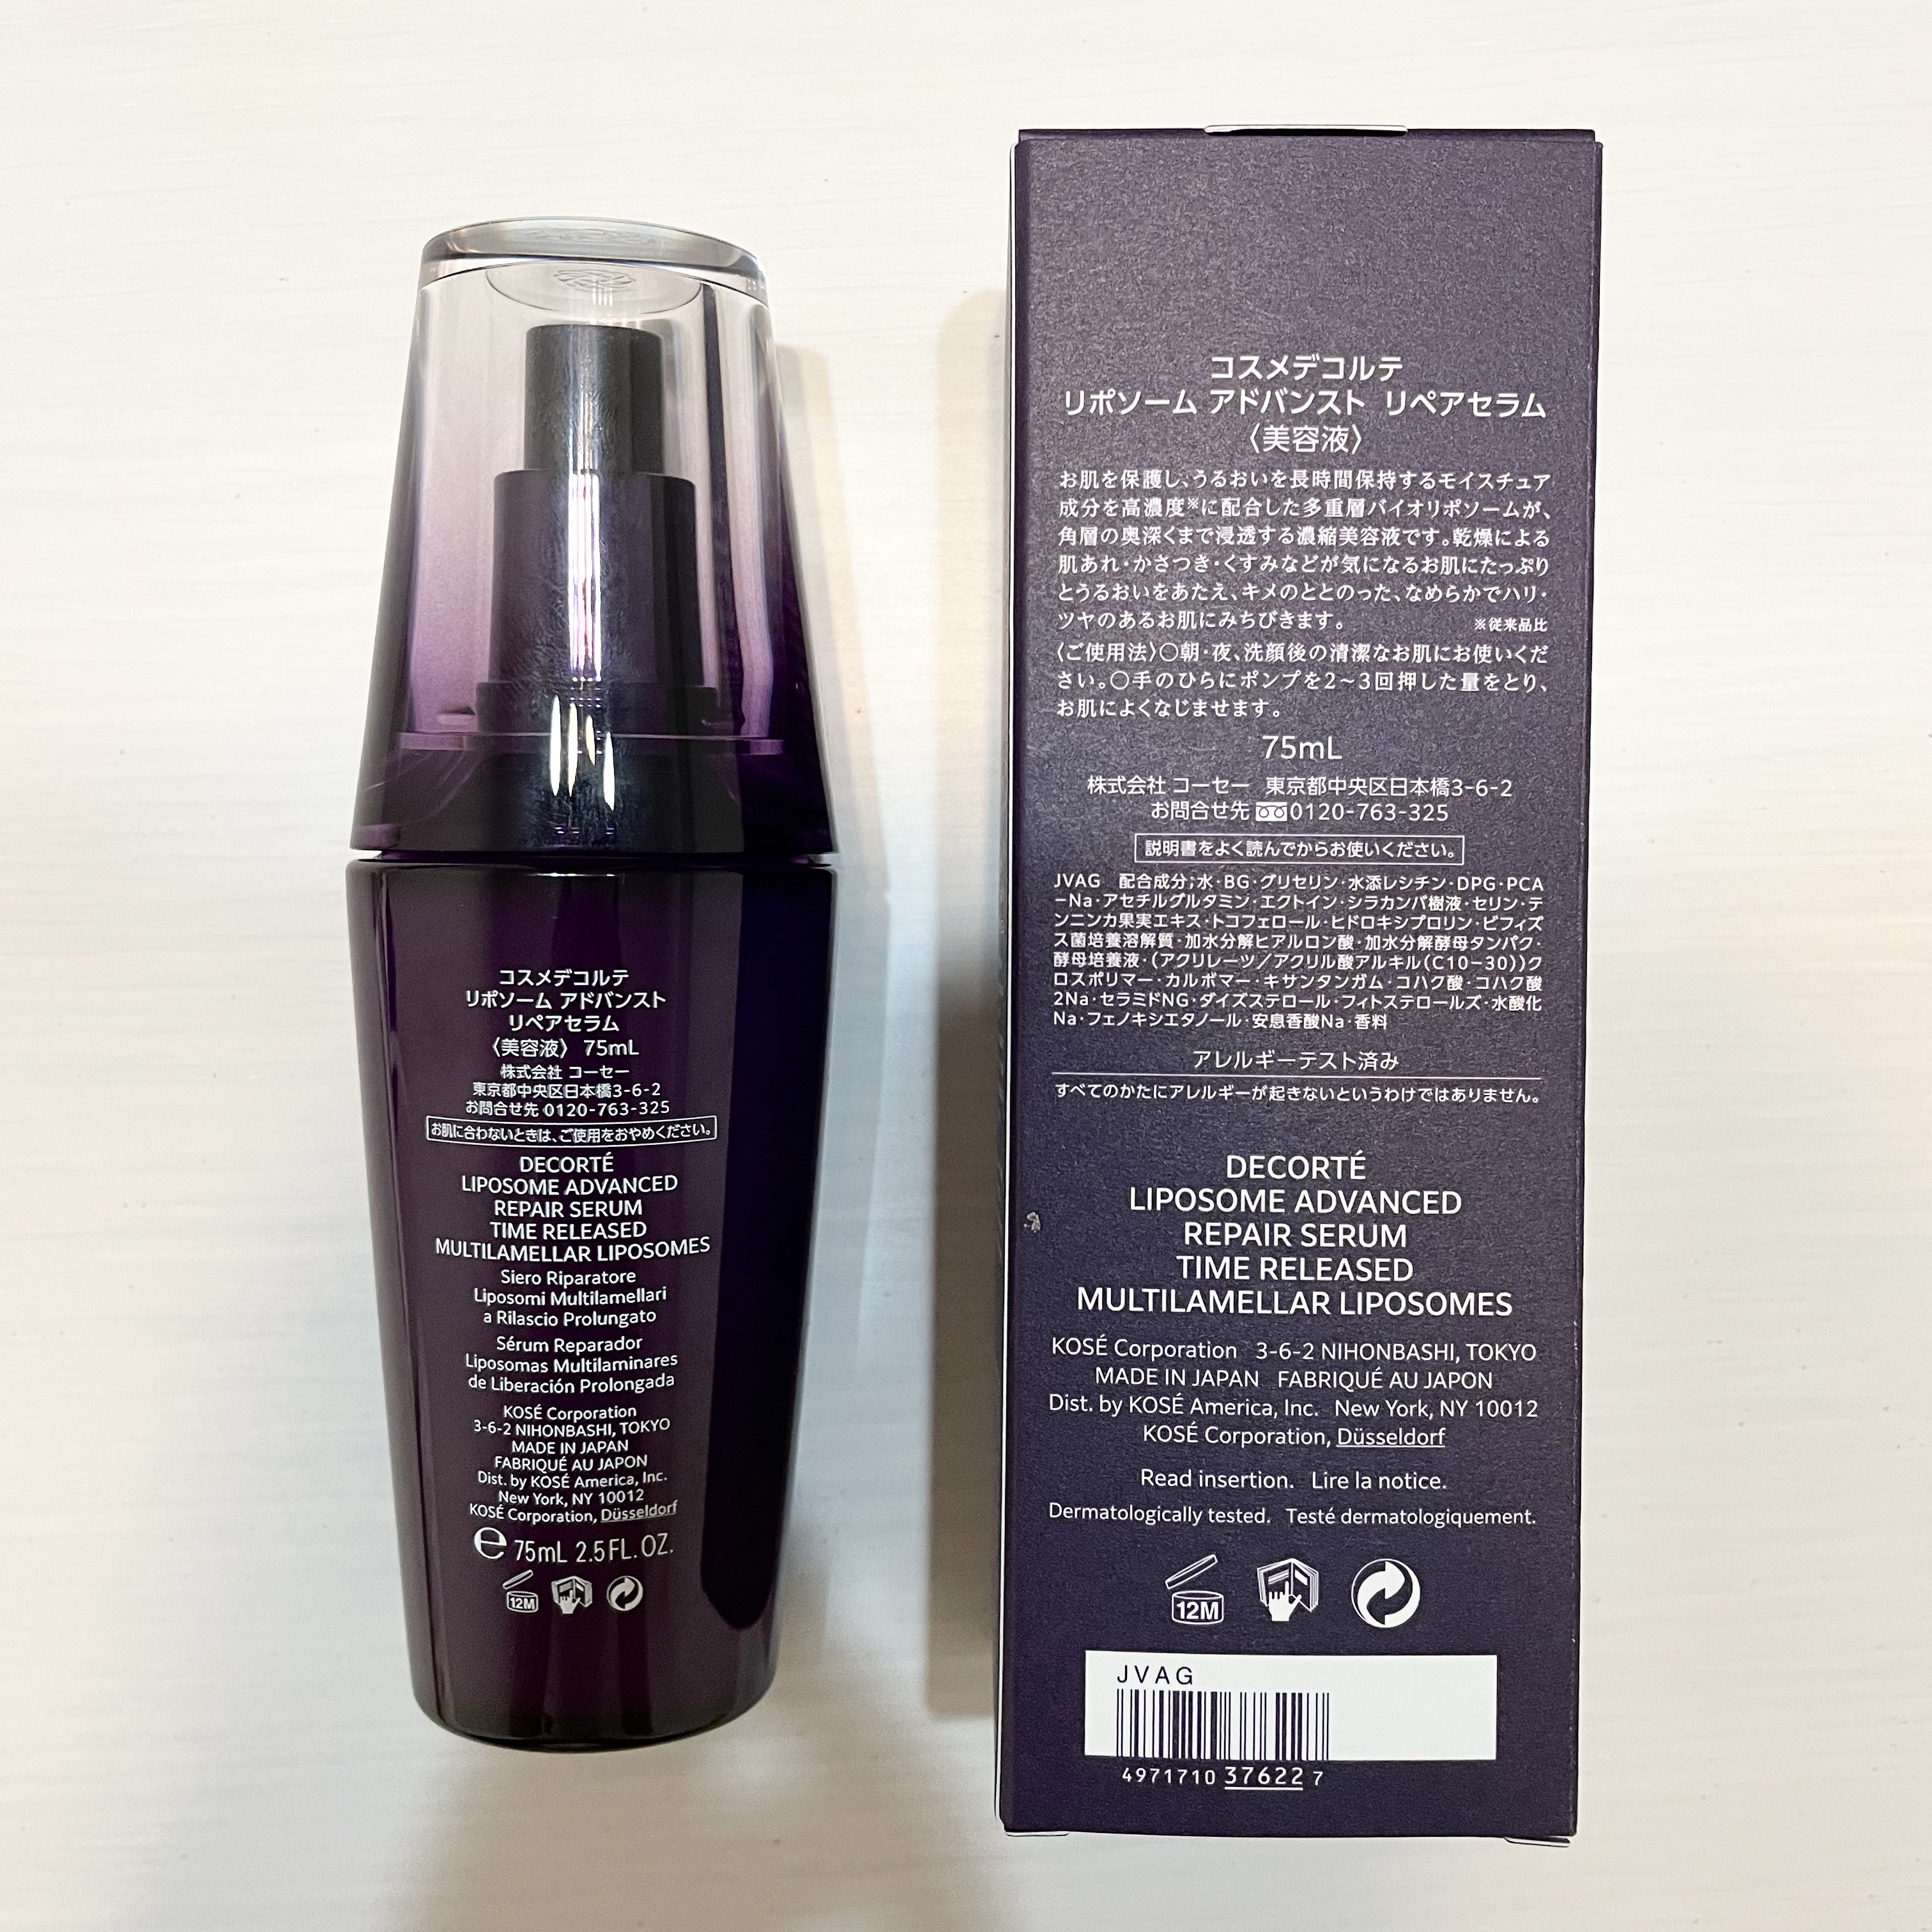 コスメデコルテ
リポソーム アドバンスト
リペアセラム
〈美容液〉 75mL
株式会社 コーセー
東京都中央区日本橋3-6-2
お問合せ先 0120-763-325
お肌に合わないときは、ご使用をおやめください。
DECORTÉ
LIPOSOME ADVANCED
REPAIR SERUM
TIME RELEASED
MULTILAMELLAR LIPOSOMES
Siero Riparatore
Liposomi Multilamellari
a Rilascio Prolungato
Sérum Reparador
Liposomas Multilaminares
de Liberación Prolongada
KOSÉ Corporation
3-6-2 NIHONBASHI, TOKYO
MADE IN JAPAN
FABRIQUÉ AU JAPON
Dist. by KOSÉ America, Inc.
New York, NY 10012
KOSÉ Corporation, Düsseldorf
℮ 75mL 2.5 FL. OZ.
12M
コスメデコルテ
リポソーム アドバンスト リペアセラム
〈美容液〉
お肌を保護し、うるおいを長時間保持するモイスチュア
成分を高濃度※に配合した多重層バイオリポソームが、
角層の奥深くまで浸透する濃縮美容液です。乾燥による
肌あれ・かさつき・くすみなどが気になるお肌にたっぷり
とうるおいをあたえ、キメのととのった、なめらかでハリ・
ツヤのあるお肌にみちびきます。 ※従来品比
〈ご使用法〉○朝・夜、洗顔後の清潔なお肌にお使いくだ
さい。○手のひらにポンプを2～3回押した量をとり、
お肌によくなじませます。
75mL
株式会社 コーセー 東京都中央区日本橋3-6-2
お問合せ先 0120-763-325
説明書をよく読んでからお使いください。
JVAG 配合成分;水・BG・グリセリン・水添レシチン・DPG・PCA
－Na・アセチルグルタミン・エクトイン・シラカンバ樹液・セリン・テ
ンニンカ果実エキス・トコフェロール・ヒドロキシプロリン・ビフィズ
ス菌培養溶解質・加水分解ヒアルロン酸・加水分解酵母タンパク・
酵母培養液・(アクリレーツ／アクリル酸アルキル(C10－30))ク
ロスポリマー・カルボマー・キサンタンガム・コハク酸・コハク酸
2Na・セラミドNG・ダイズステロール・フィトステロールズ・水酸化
Na・フェノキシエタノール・安息香酸Na・香料
アレルギーテスト済み
すべてのかたにアレルギーが起きないというわけではありません。
DECORTÉ
LIPOSOME ADVANCED
REPAIR SERUM
TIME RELEASED
MULTILAMELLAR LIPOSOMES
KOSÉ Corporation 3-6-2 NIHONBASHI, TOKYO
MADE IN JAPAN FABRIQUÉ AU JAPON
Dist. by KOSÉ America, Inc. New York, NY 10012
KOSÉ Corporation, Düsseldorf
Read insertion. Lire la notice.
Dermatologically tested. Testé dermatologiquement.
12M
JVAG
4971710 37622 7